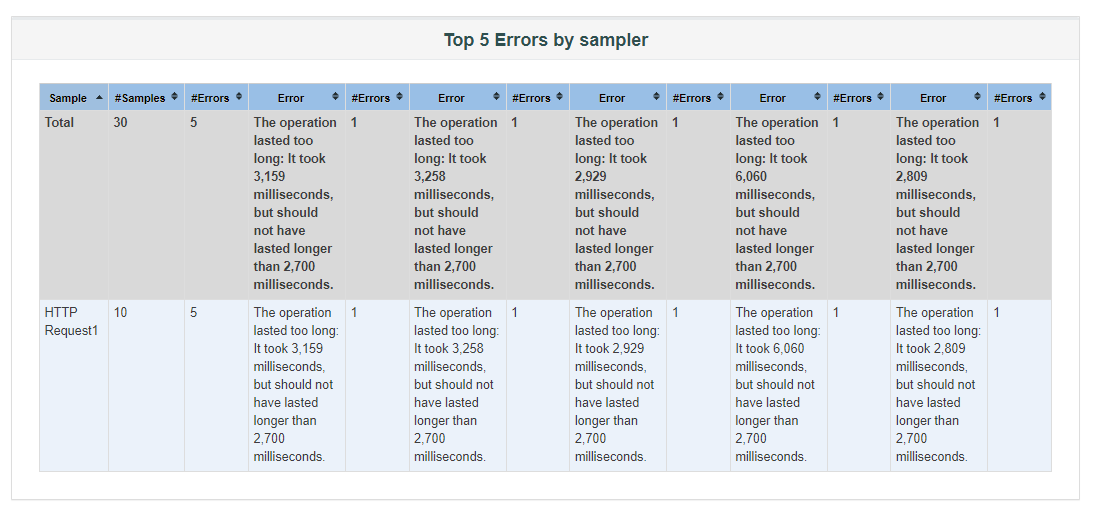 Top 5 Errors by sampler
Sample #Samples #Errors Error #Errors Error #Errors Error #Errors Error #Errors Error #Errors
Total 30 5 The operation 1 The operation 1 The operation 1 The operation 1 The operation 1
lasted too lasted too lasted too lasted too lasted too
long: It took long: It took long: It took long: It took long: It took
3,159 3,258 2,929 6,060 2,809
milliseconds, milliseconds, milliseconds, milliseconds, milliseconds,
but should but should but should but should but should
not have not have not have not have not have
lasted longer lasted longer lasted longer lasted longer lasted longer
than 2,700 than 2,700 than 2,700 than 2,700 than 2,700
milliseconds. milliseconds. milliseconds. milliseconds. milliseconds.
HTTP 10 5 The operation 1 The operation 1 The operation 1 The operation 1 The operation 1
Request1 lasted too long: lasted too long: lasted too long: lasted too long: lasted too long:
It took 3,159 It took 3,258 It took 2,929 It took 6,060 It took 2,809
milliseconds, milliseconds, milliseconds, milliseconds, milliseconds,
but should not but should not but should not but should not but should not
have lasted have lasted have lasted have lasted have lasted
longer than longer than longer than longer than longer than
2,700 2,700 2,700 2,700 2,700
milliseconds. milliseconds. milliseconds. milliseconds. milliseconds.